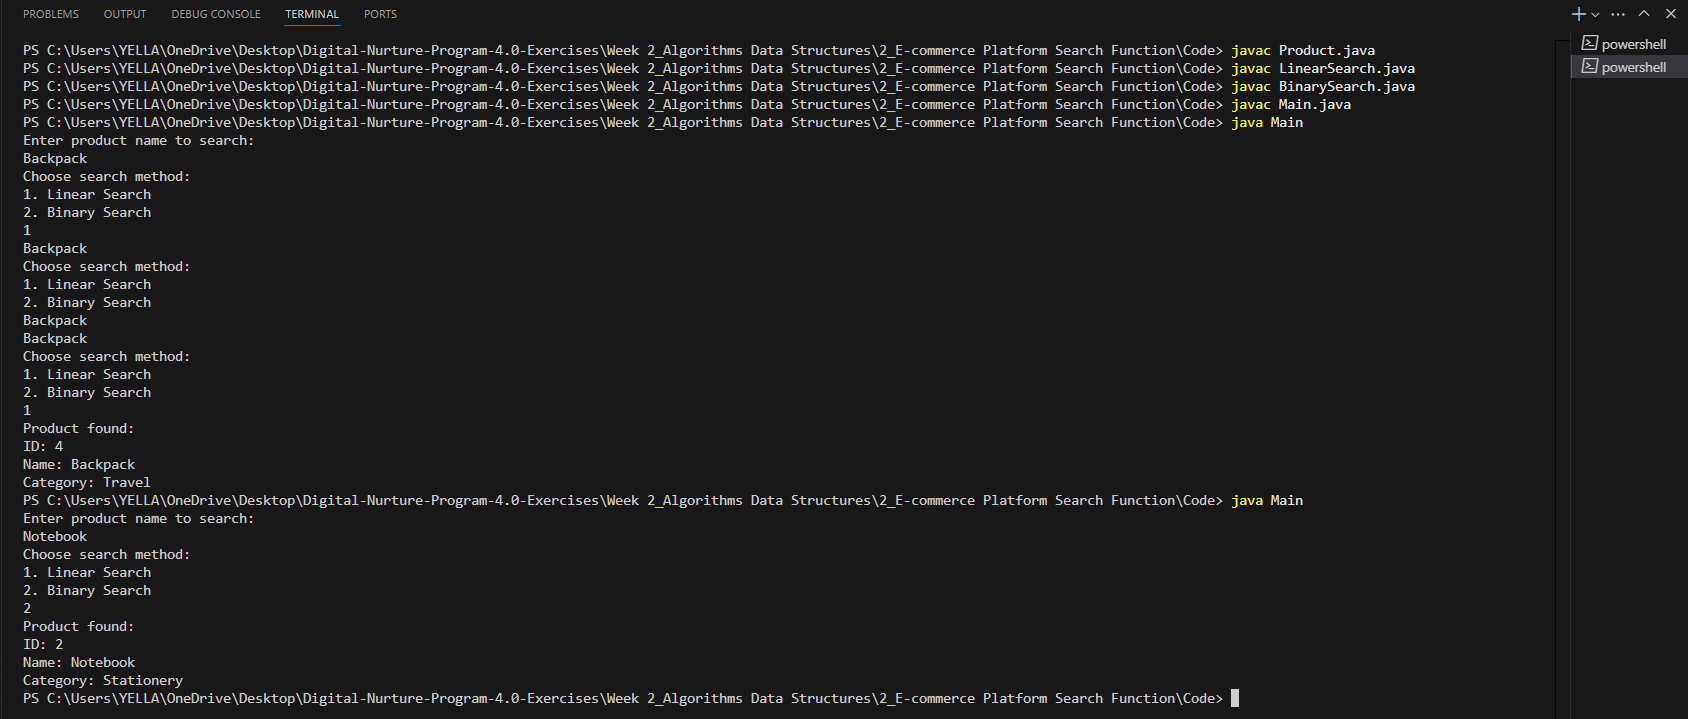 PROBLEMS OUTPUT DEBUG CONSOLE TERMINAL PORTS
powershell
powershell
PS C:\Users\YELLA\OneDrive\Desktop\Digital-Nurture-Program-4.0-Exercises\Week 2_Algorithms Data Structures\2_E-commerce Platform Search Function\Code> javac Product.java
PS C:\Users\YELLA\OneDrive\Desktop\Digital-Nurture-Program-4.0-Exercises\Week 2_Algorithms Data Structures\2_E-commerce Platform Search Function\Code> javac LinearSearch.java
PS C:\Users\YELLA\OneDrive\Desktop\Digital-Nurture-Program-4.0-Exercises\Week 2_Algorithms Data Structures\2_E-commerce Platform Search Function\Code> javac BinarySearch.java
PS C:\Users\YELLA\OneDrive\Desktop\Digital-Nurture-Program-4.0-Exercises\Week 2_Algorithms Data Structures\2_E-commerce Platform Search Function\Code> javac Main.java
PS C:\Users\YELLA\OneDrive\Desktop\Digital-Nurture-Program-4.0-Exercises\Week 2_Algorithms Data Structures\2_E-commerce Platform Search Function\Code> java Main
Enter product name to search:
Backpack
Choose search method:
1. Linear Search
2. Binary Search
1
Backpack
Choose search method:
1. Linear Search
2. Binary Search
Backpack
Backpack
Choose search method:
1. Linear Search
2. Binary Search
1
Product found:
ID: 4
Name: Backpack
Category: Travel
PS C:\Users\YELLA\OneDrive\Desktop\Digital-Nurture-Program-4.0-Exercises\Week 2_Algorithms Data Structures\2_E-commerce Platform Search Function\Code> java Main
Enter product name to search:
Notebook
Choose search method:
1. Linear Search
2. Binary Search
2
Product found:
ID: 2
Name: Notebook
Category: Stationery
PS C:\Users\YELLA\OneDrive\Desktop\Digital-Nurture-Program-4.0-Exercises\Week 2_Algorithms Data Structures\2_E-commerce Platform Search Function\Code>